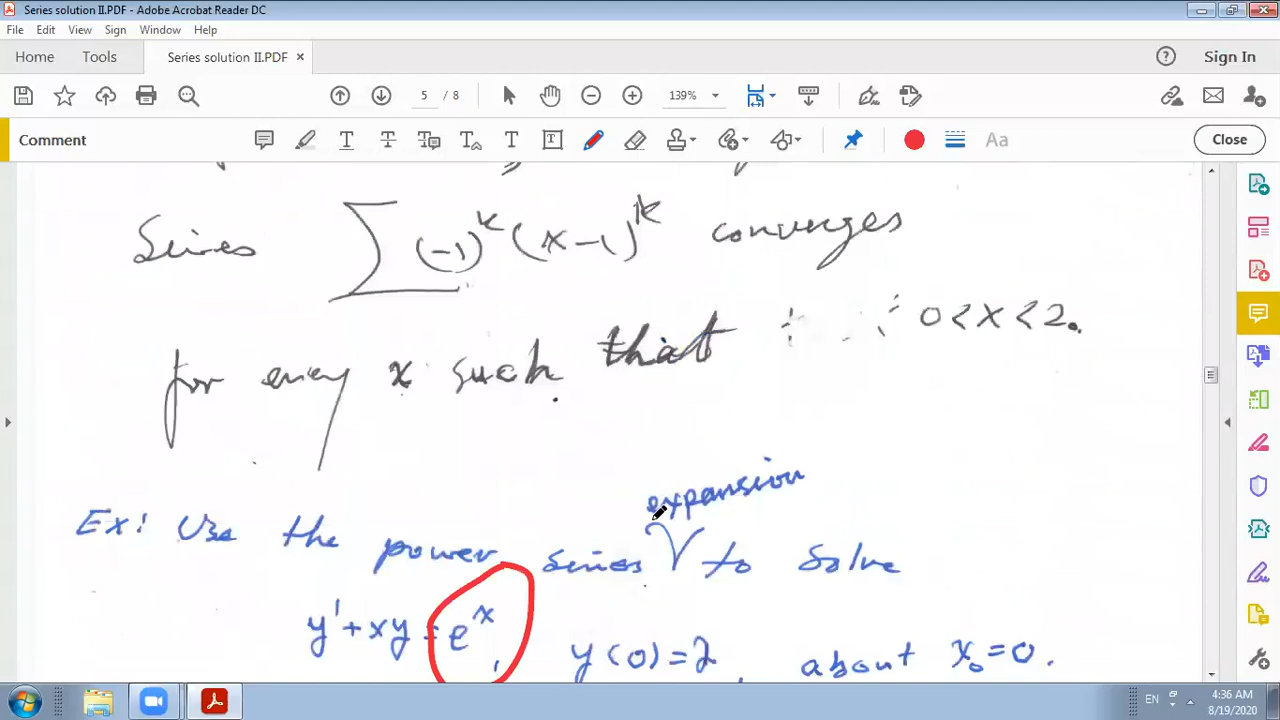 Series solution II.PDF - Adobe Acrobat Reader DC
File Edit View Sign Window Help
Home Tools Series solution II.PDF × Sign In
5 / 8 139%
Comment Aa Close
Series ∑ (-1)^k (x-1)^k converges
for every x such that 0<x<2.
expansion
Ex: Use the power series to solve
y' + xy = e^x, y(0)=2, about x₀=0.
EN 4:36 AM
8/19/2020